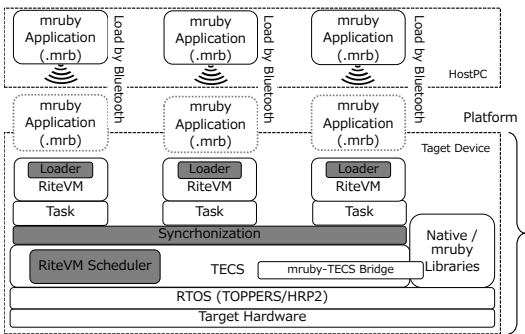 mruby
Application
(.mrb)
Load by Bluetooth
mruby
Application
(.mrb)
Load by Bluetooth
mruby
Application
(.mrb)
Load by Bluetooth
HostPC
mruby
Application
(.mrb)
mruby
Application
(.mrb)
mruby
Application
(.mrb)
Platform
Taget Device
Loader
RiteVM
Loader
RiteVM
Loader
RiteVM
Task
Task
Task
Syncrhonization
Native /
mruby
Libraries
RiteVM Scheduler
TECS
mruby-TECS Bridge
RTOS (TOPPERS/HRP2)
Target Hardware